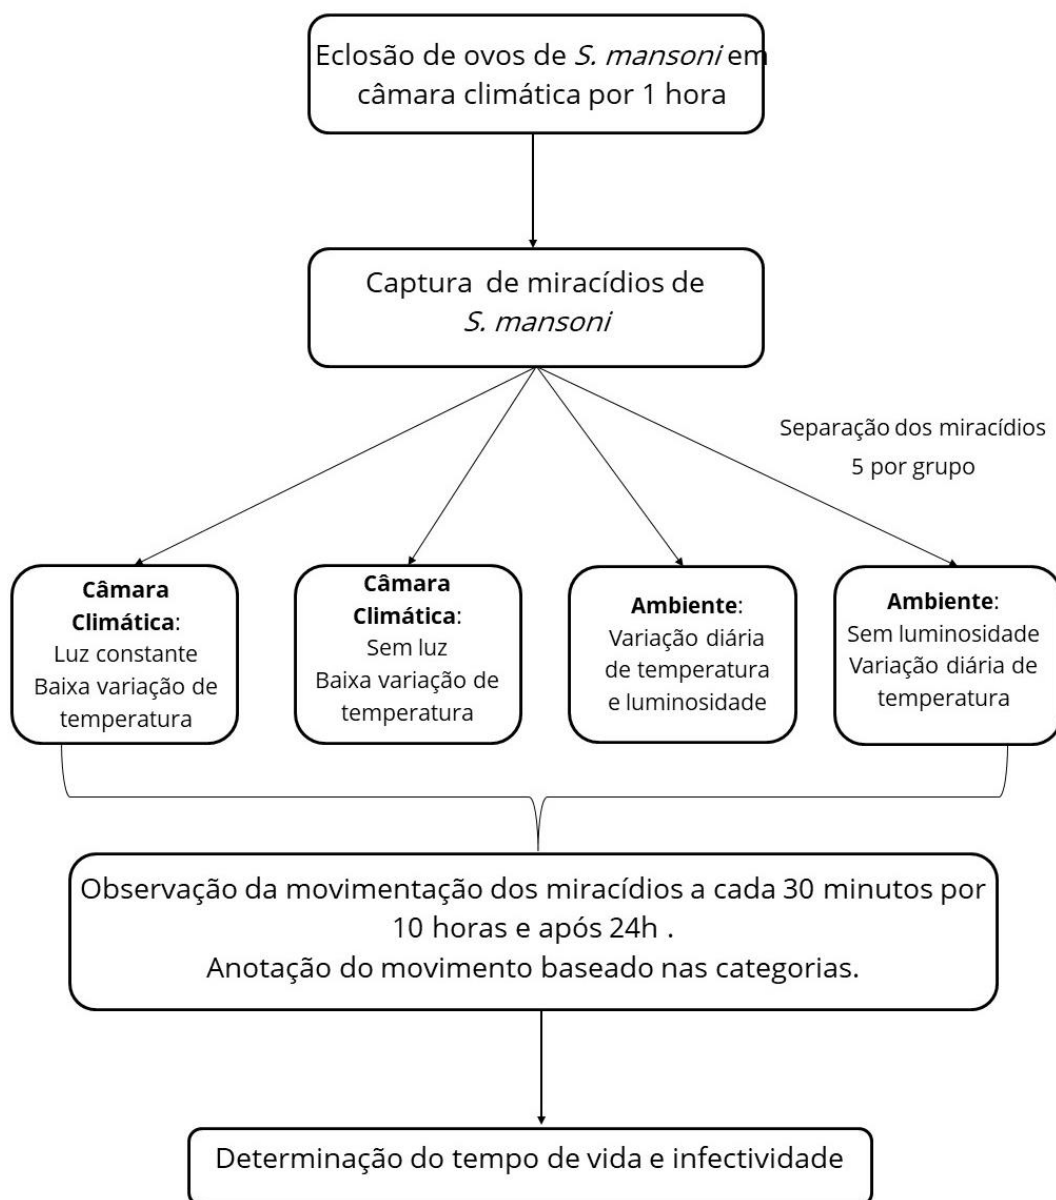 Eclosão de ovos de S. mansoni em
câmara climática por 1 hora
Captura de miracídios de
S. mansoni
Separação dos miracídios
5 por grupo
Câmara
Climática:
Luz constante
Baixa variação de
temperatura
Câmara
Climática:
Sem luz
Baixa variação de
temperatura
Ambiente:
Variação diária
de temperatura
e luminosidade
Ambiente:
Sem luminosidade
Variação diária de
temperatura
Observação da movimentação dos miracídios a cada 30 minutos por
10 horas e após 24h .
Anotação do movimento baseado nas categorias.
Determinação do tempo de vida e infectividade